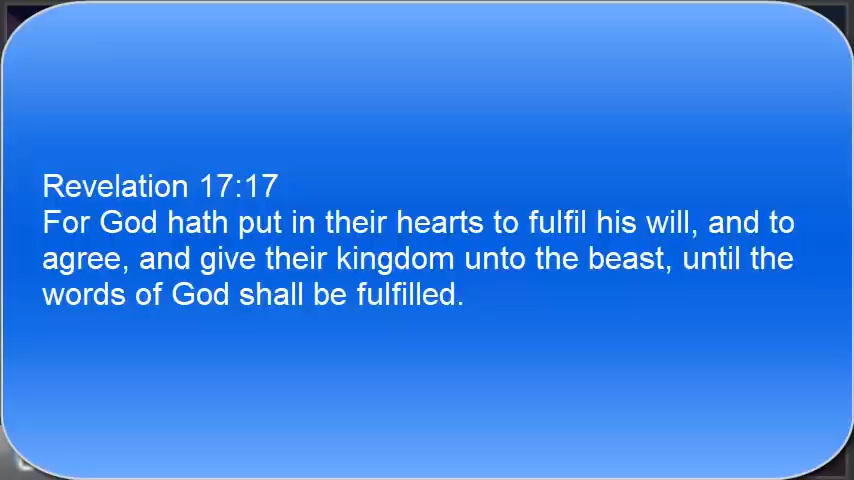 Revelation 17:17
For God hath put in their hearts to fulfil his will, and to
agree, and give their kingdom unto the beast, until the
words of God shall be fulfilled.